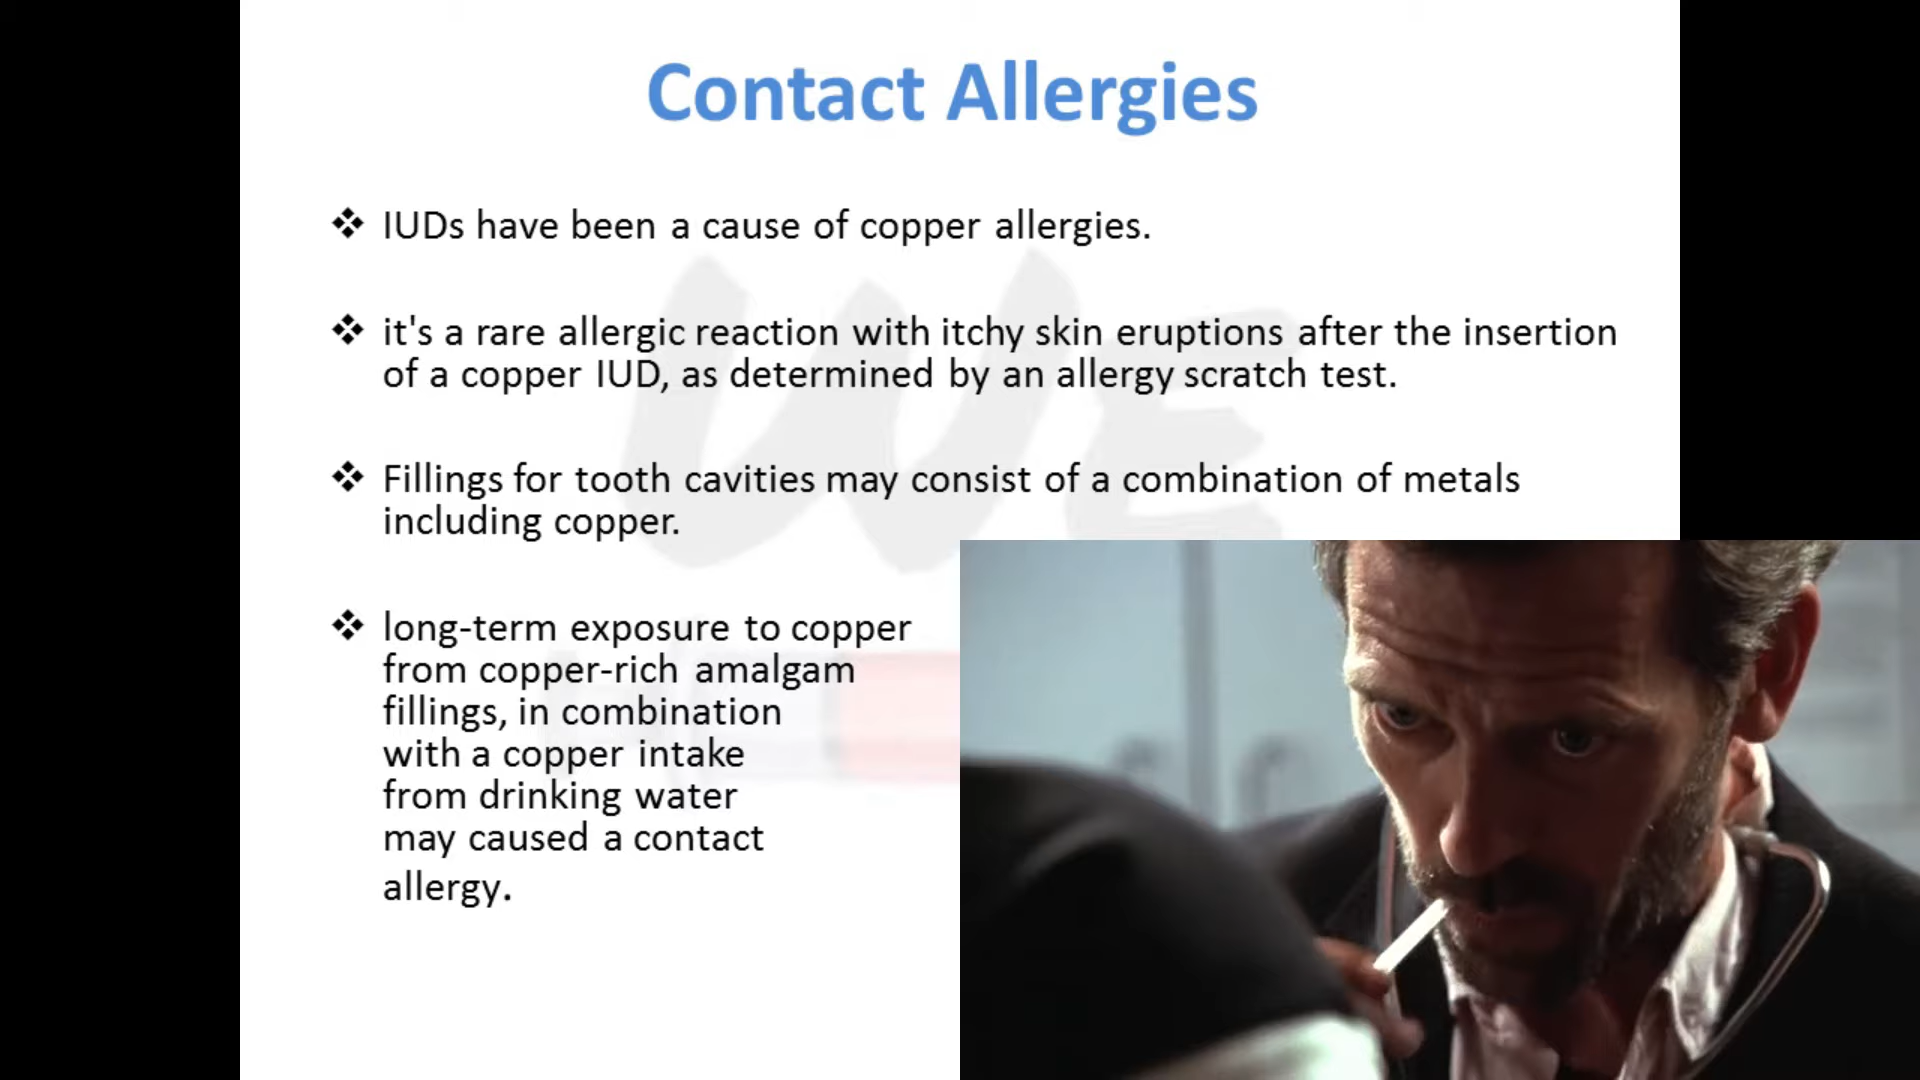 Contact Allergies
❖ IUDs have been a cause of copper allergies.
❖ it's a rare allergic reaction with itchy skin eruptions after the insertion
of a copper IUD, as determined by an allergy scratch test.
❖ Fillings for tooth cavities may consist of a combination of metals
including copper.
❖ long-term exposure to copper
from copper-rich amalgam
fillings, in combination
with a copper intake
from drinking water
may caused a contact
allergy.
WE